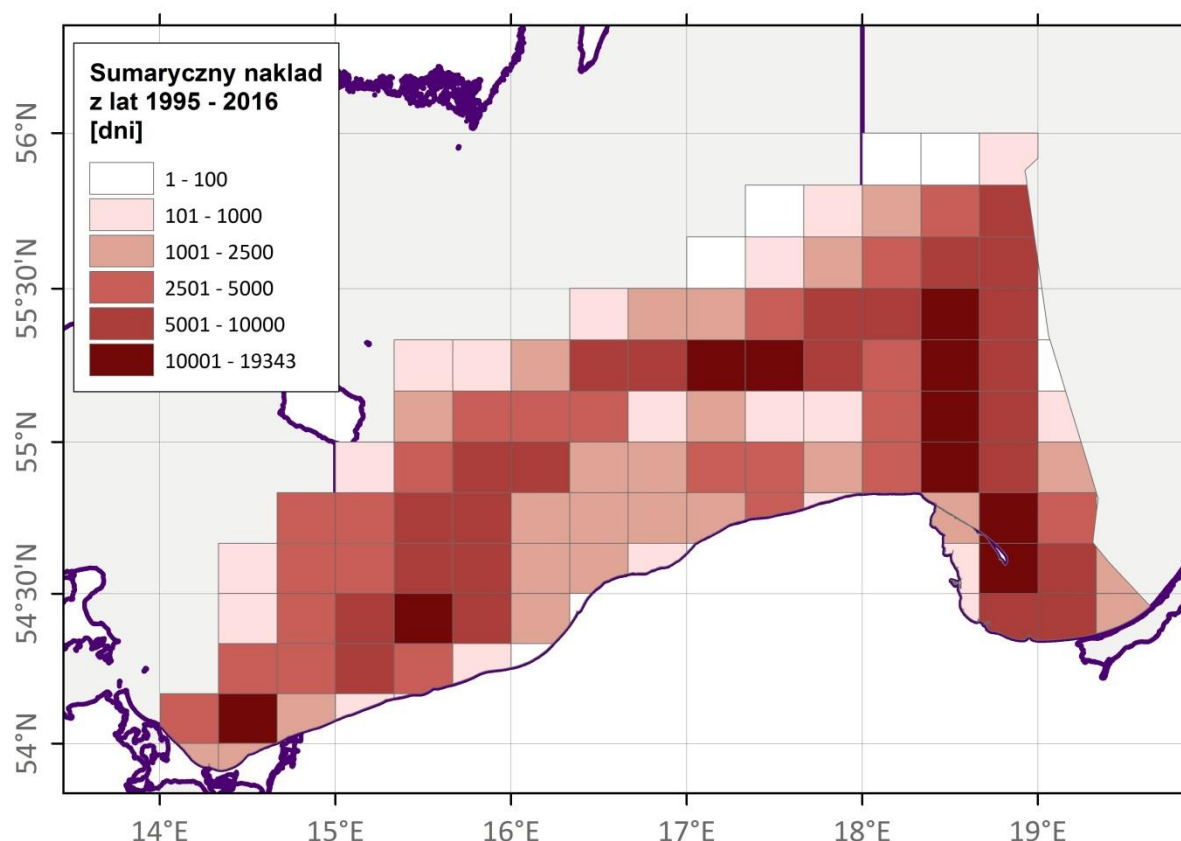 Sumaryczny naklad
z lat 1995 - 2016
[dni]
1 - 100
101 - 1000
1001 - 2500
2501 - 5000
5001 - 10000
10001 - 19343
56°N
55°30'N
55°N
54°30'N
54°N
14°E
15°E
16°E
17°E
18°E
19°E